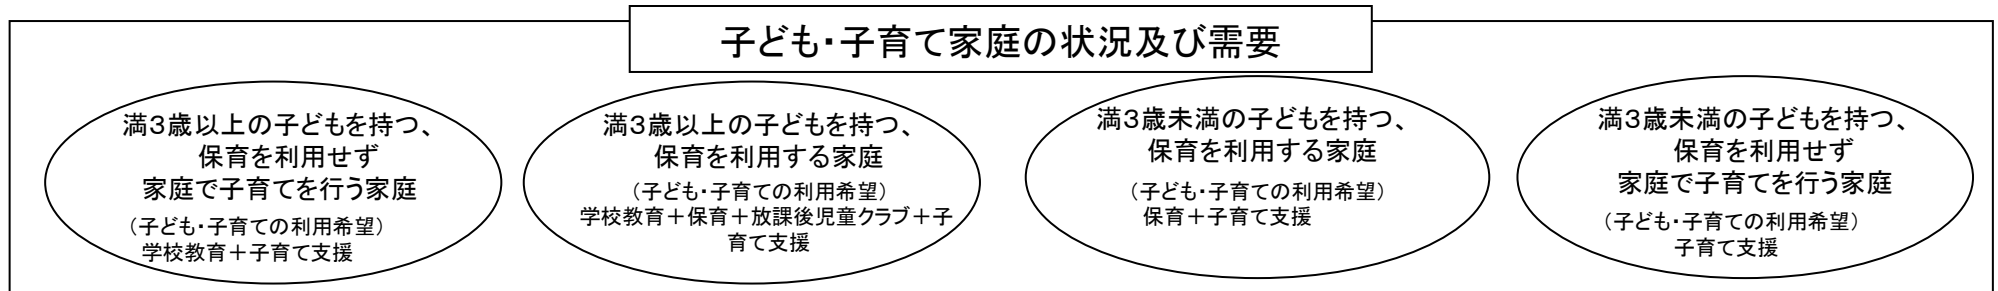 子ども・子育て家庭の状況及び需要
満３歳以上の子どもを持つ、
保育を利用せず
家庭で子育てを行う家庭
（子ども・子育ての利用希望）
学校教育＋子育て支援
満３歳以上の子どもを持つ、
保育を利用する家庭
（子ども・子育ての利用希望）
学校教育＋保育＋放課後児童クラブ＋子
育て支援
満３歳未満の子どもを持つ、
保育を利用する家庭
（子ども・子育ての利用希望）
保育＋子育て支援
満３歳未満の子どもを持つ、
保育を利用せず
家庭で子育てを行う家庭
（子ども・子育ての利用希望）
子育て支援